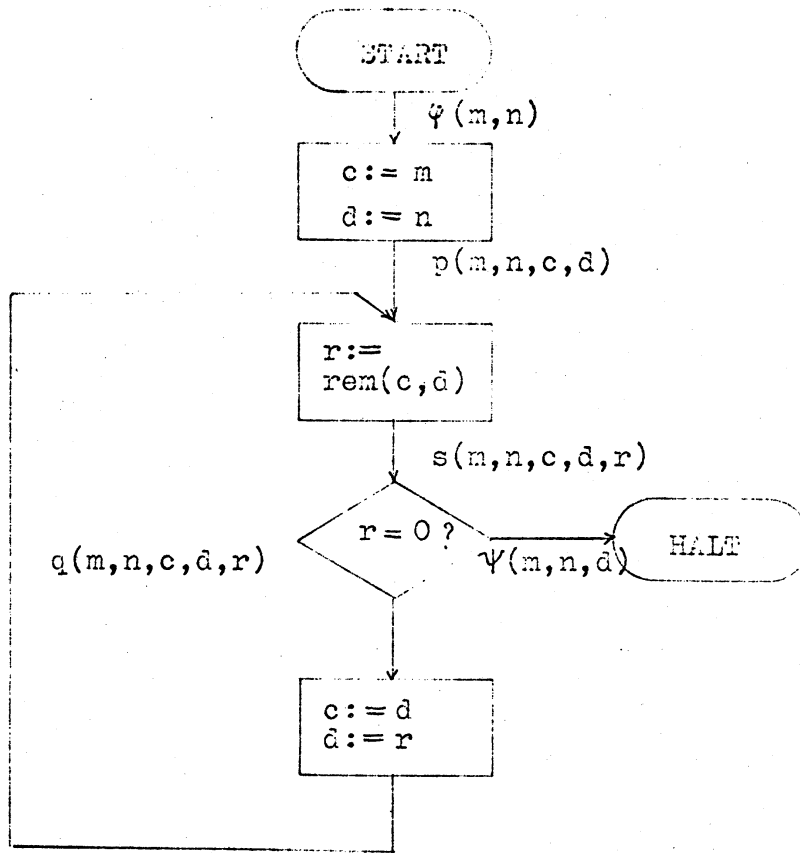 START
φ(m,n)
c:= m
d:= n
p(m,n,c,d)
r:=
rem(c,d)
s(m,n,c,d,r)
r = 0 ?
ψ(m,n,d)
HALT
q(m,n,c,d,r)
c:= d
d:= r